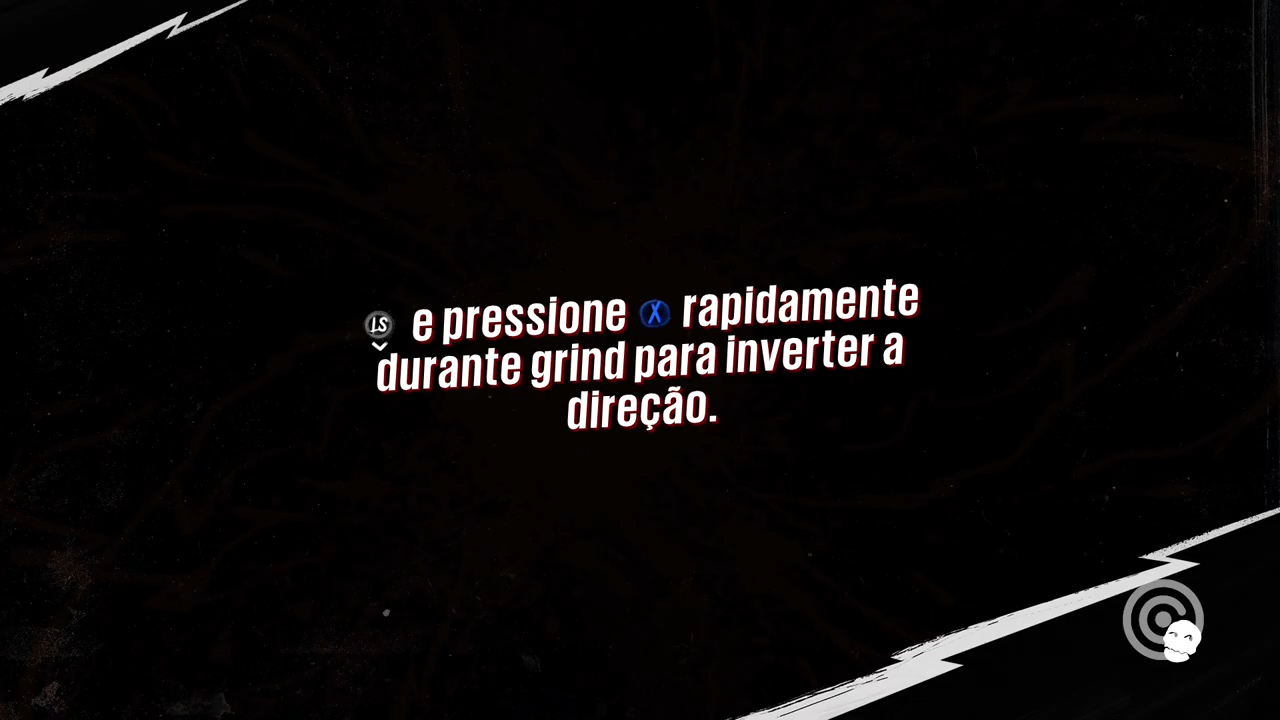 LS e pressione X rapidamente
durante grind para inverter a
direção.